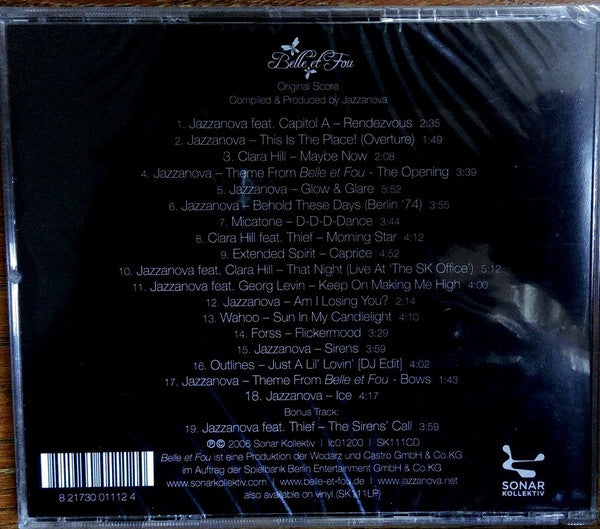 Belle et Fou
Original Score
Compiled & Produced by Jazzanova
1. Jazzanova feat. Capitol A – Rendezvous 2:35
2. Jazzanova – This Is The Place! (Overture) 1:49
3. Clara Hill – Maybe Now 2:08
4. Jazzanova – Theme From Belle et Fou - The Opening 3:39
5. Jazzanova – Glow & Glare 5:52
6. Jazzanova – Behold These Days (Berlin '74) 3:55
7. Micatone – D-D-D-Dance 3:44
8. Clara Hill feat. Thief – Morning Star 4:12
9. Extended Spirit – Caprice 4:12
10. Jazzanova feat. Clara Hill – That Night (Live At 'The SK Office') 5:12
11. Jazzanova feat. Georg Levin – Keep On Making Me High 4:00
12. Jazzanova – Am I Losing You? 2:14
13. Wahoo – Sun In My Candlelight 4:10
14. Forss – Flickermood 3:29
15. Jazzanova – Sirens 3:59
16. Outlines – Just A Lil' Lovin' [DJ Edit] 4:02
17. Jazzanova – Theme From Belle et Fou - Bows 1:43
18. Jazzanova – Ice 4:17
Bonus Track:
19. Jazzanova feat. Thief – The Sirens' Call 3:59
℗© 2006 Sonar Kollektiv | lc01200 | SK111CD
Belle et Fou ist eine Produktion der Wodarz und Castro GmbH & Co.KG
im Auftrag der Spielbank Berlin Entertainment GmbH & Co.KG
www.sonarkollektiv.com | www.belle-et-fou.de | www.jazzanova.net
also available on vinyl (SK111LP)
8 21730 01112 4
SONAR
KOLLEKTIV